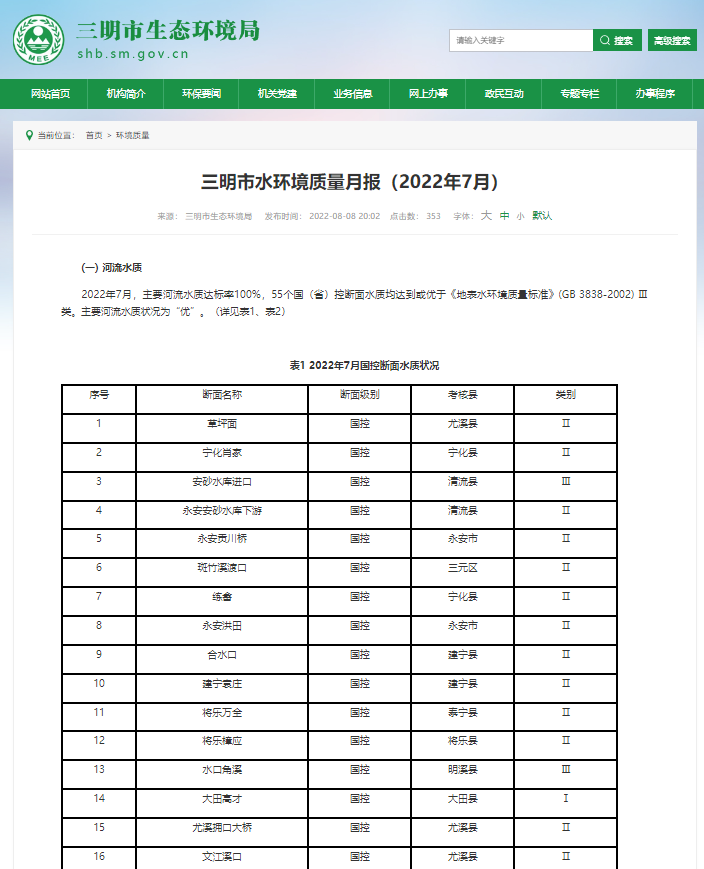 三明市生态环境局
shb.sm.gov.cn
MEE
请输入关键字 搜索 高级搜索
网站首页 机构简介 环保要闻 机关党建 业务信息 网上办事 政民互动 专题专栏 办事程序
当前位置： 首页 > 环境质量
三明市水环境质量月报（2022年7月）
来源： 三明市生态环境局 发布时间： 2022-08-08 20:02 点击数： 353 字体： 大 中 小 默认
(一) 河流水质
2022年7月，主要河流水质达标率100%，55个国（省）控断面水质均达到或优于《地表水环境质量标准》(GB 3838-2002) Ⅲ
类。主要河流水质状况为“优”。（详见表1、表2）
表1 2022年7月国控断面水质状况
序号 断面名称 断面级别 考核县 类别
1 草坪面 国控 尤溪县 Ⅱ
2 宁化肖家 国控 宁化县 Ⅱ
3 安砂水库进口 国控 清流县 Ⅲ
4 永安安砂水库下游 国控 清流县 Ⅱ
5 永安贡川桥 国控 永安市 Ⅱ
6 斑竹溪渡口 国控 三元区 Ⅱ
7 练畲 国控 宁化县 Ⅱ
8 永安洪田 国控 永安市 Ⅱ
9 合水口 国控 建宁县 Ⅱ
10 建宁袁庄 国控 建宁县 Ⅱ
11 将乐万全 国控 泰宁县 Ⅱ
12 将乐樟应 国控 将乐县 Ⅱ
13 水口角溪 国控 明溪县 Ⅲ
14 大田高才 国控 大田县 Ⅰ
15 尤溪拥口大桥 国控 尤溪县 Ⅱ
16 文江溪口 国控 尤溪县 Ⅱ